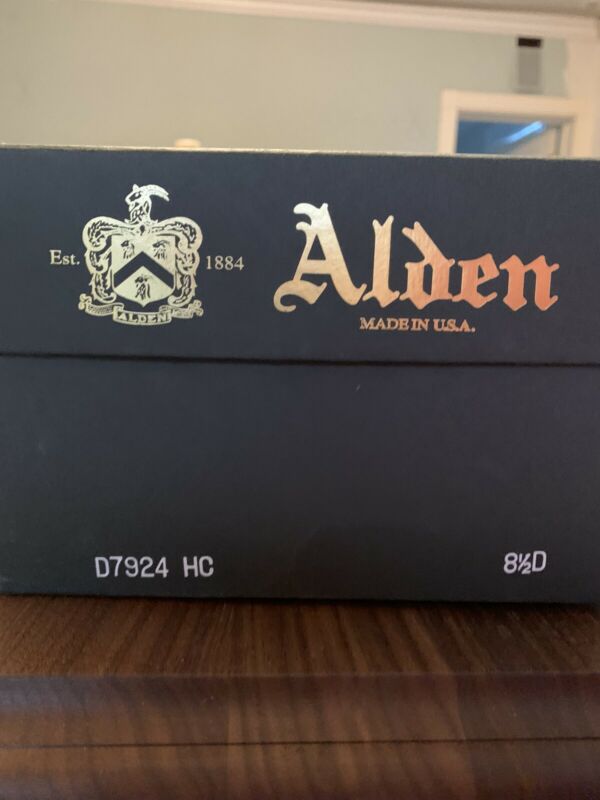 Est. 1884
ALDEN
Alden
MADE IN U.S.A.
D7924 HC
8½D